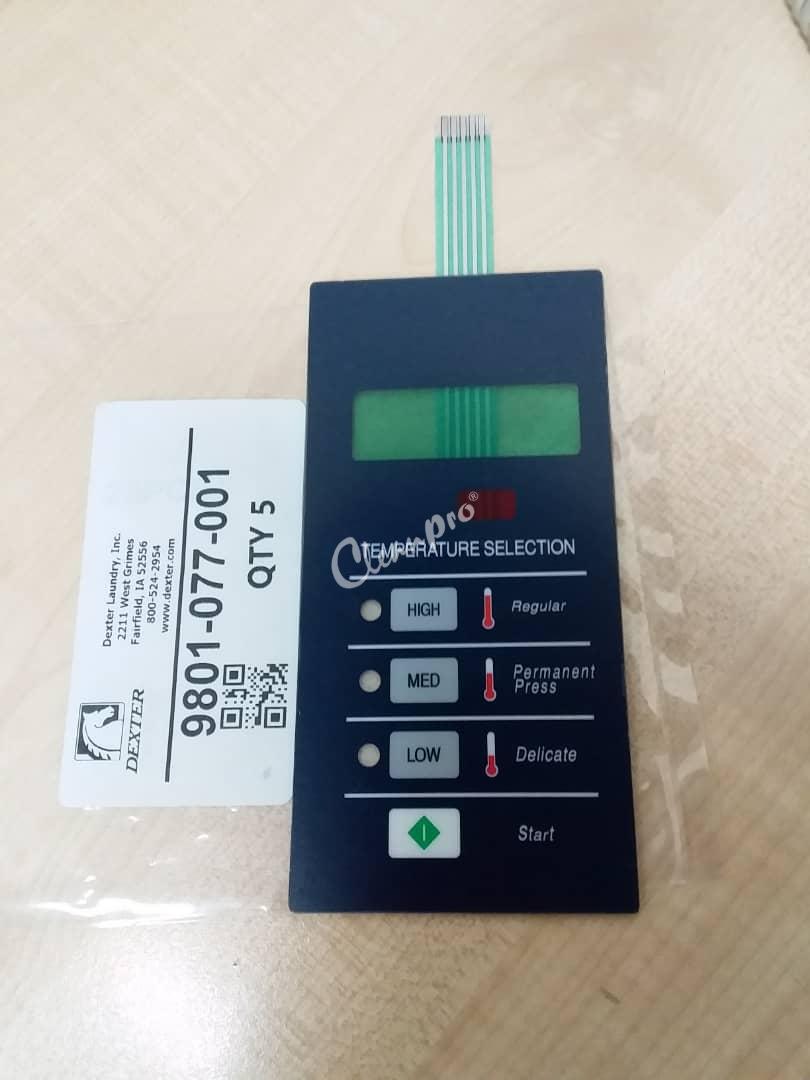 Dexter Laundry, Inc.
2211 West Grimes
Fairfield, IA 52556
800-524-2954
www.dexter.com
DEXTER
9801-077-001
QTY 5
Clumpro®
TEMPERATURE SELECTION
HIGH Regular
MED Permanent
Press
LOW Delicate
Start